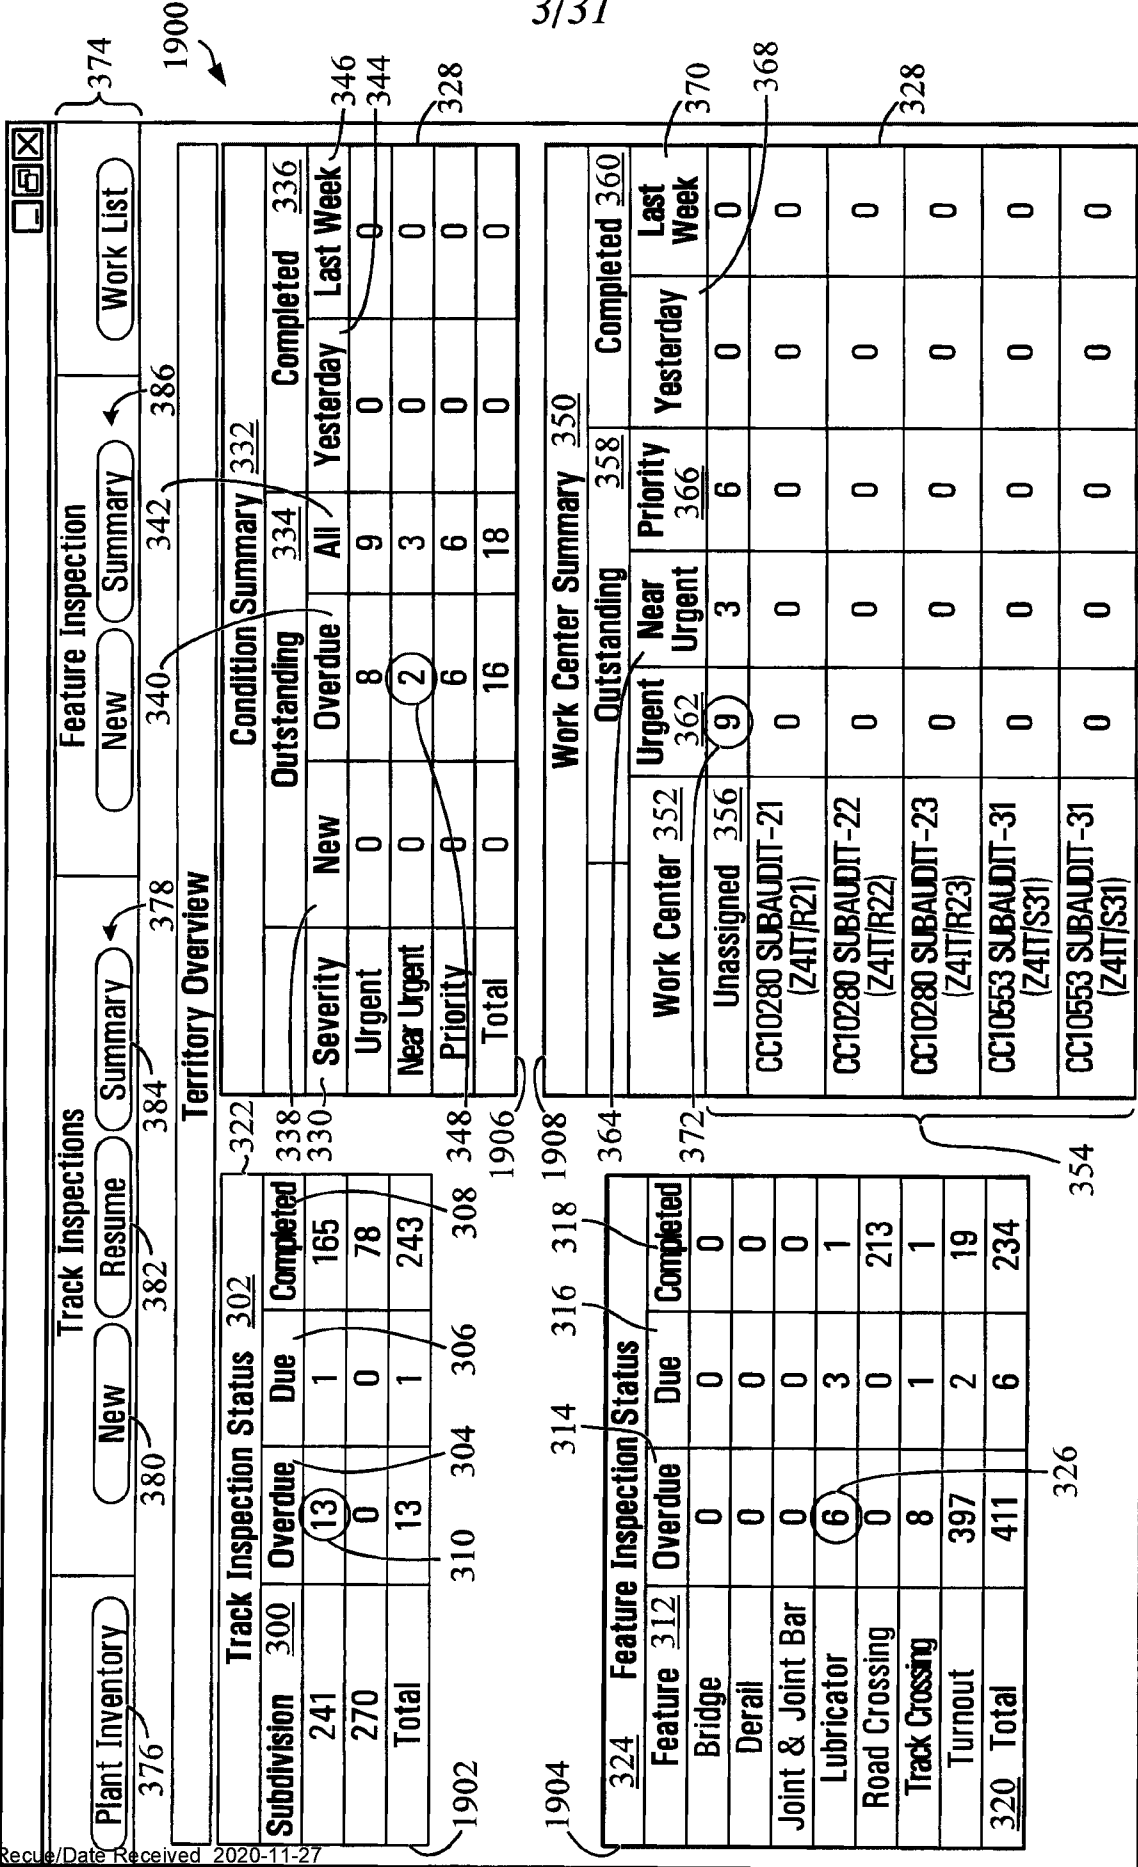 3/31
1900
374
Plant Inventory
376
Track Inspections
New
Resume
Summary
380
382
384
378
Feature Inspection
New
Summary
386
Work List
Territory Overview
Track Inspection Status 302
322
Subdivision 300 Overdue Due Completed
241 13 1 165
270 0 0 78
Total 13 1 243
310
304
306
308
1902
1904
314
316
318
324 Feature Inspection Status
Feature 312 Overdue Due Completed
Bridge 0 0 0
Derail 0 0 0
Joint & Joint Bar 0 0 0
Lubricator 6 3 1
Road Crossing 0 0 213
Track Crossing 8 1 1
Turnout 397 2 19
320 Total 411 6 234
326
340
342
Condition Summary 332
Outstanding 334 Completed 336
338
330 Severity New Overdue All Yesterday Last Week
Urgent 0 8 9 0 0
Near Urgent 0 2 3 0 0
Priority 0 6 6 0 0
Total 0 16 18 0 0
346
344
328
348
1906
1908
Work Center Summary 350
Outstanding 358 Completed 360
Work Center 352 Urgent 362 Near Urgent Priority 366 Yesterday Last Week
Unassigned 356 9 3 6 0 0
CC10280 SUBAUDIT-21 0 0 0 0 0
(Z4IT/R21)
CC10280 SUBAUDIT-22 0 0 0 0 0
(Z4IT/R22)
CC10280 SUBAUDIT-23 0 0 0 0 0
(Z4IT/R23)
CC10553 SUBAUDIT-31 0 0 0 0 0
(Z4IT/S31)
CC10553 SUBAUDIT-31 0 0 0 0 0
(Z4IT/S31)
364
372
354
370
368
328
Recue/Date Received 2020-11-27